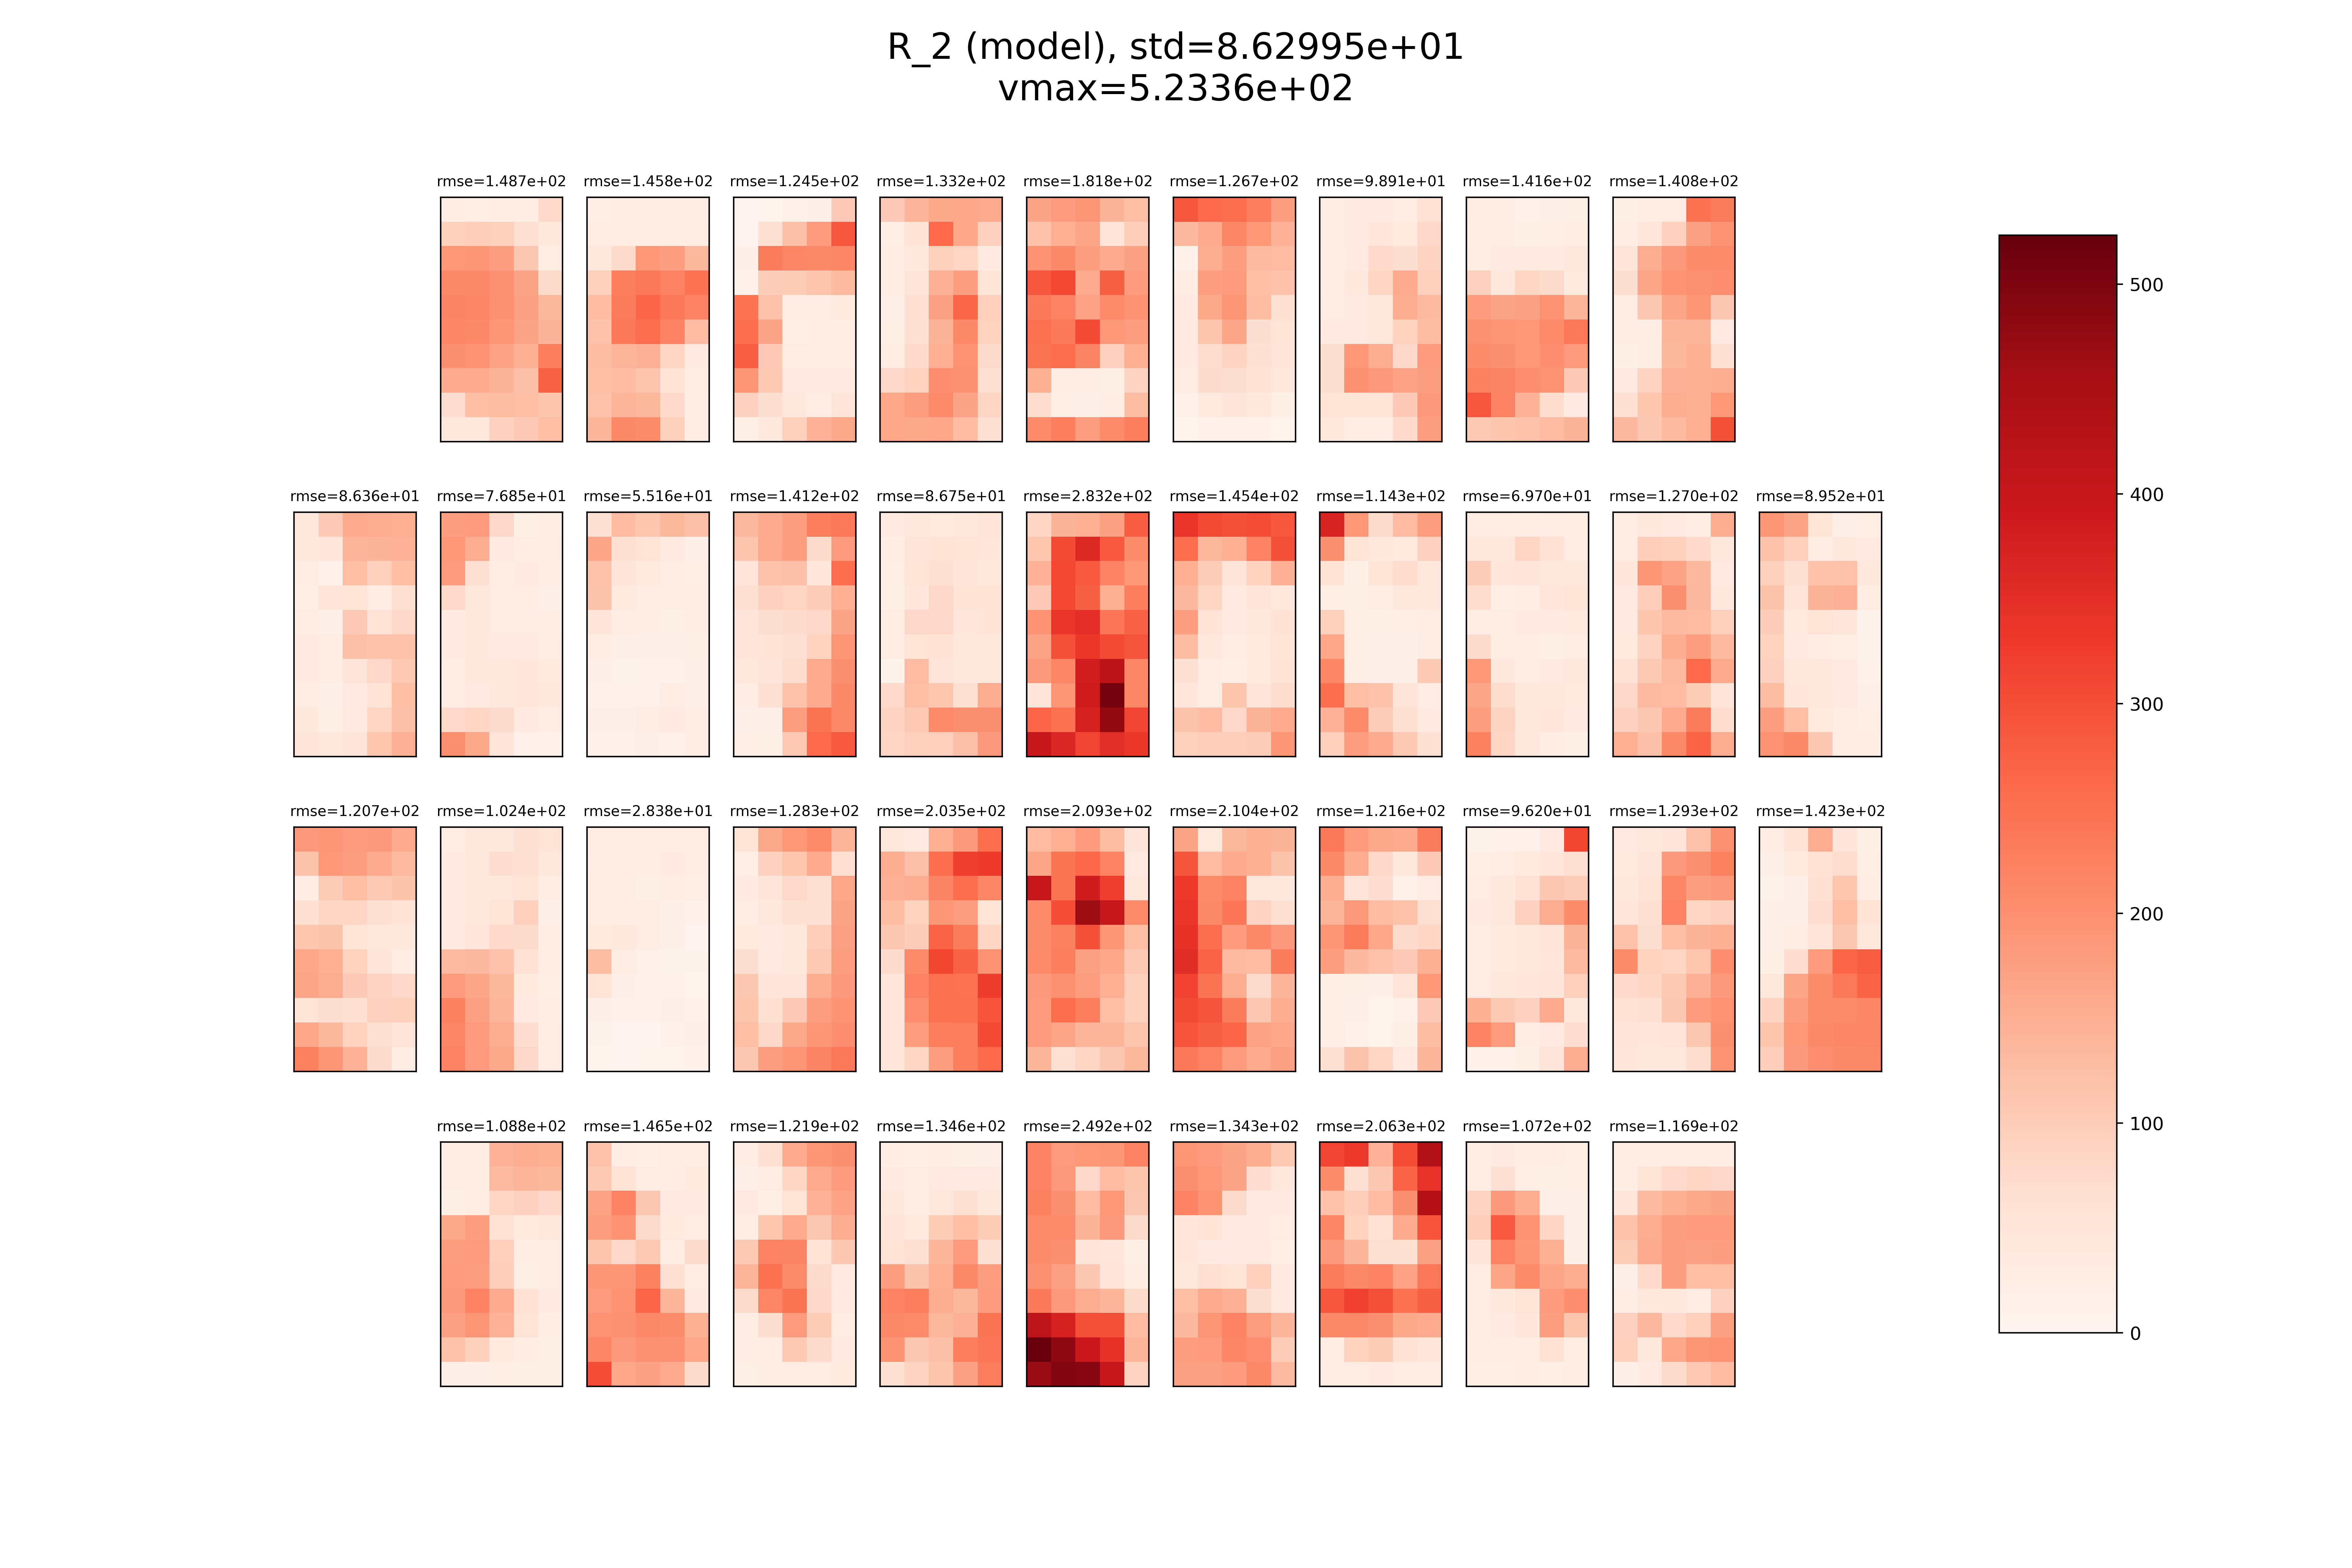 R_2 (model), std=8.62995e+01
vmax=5.2336e+02
rmse=1.487e+02 rmse=1.458e+02 rmse=1.245e+02 rmse=1.332e+02 rmse=1.818e+02 rmse=1.267e+02 rmse=9.891e+01 rmse=1.416e+02 rmse=1.408e+02
rmse=8.636e+01 rmse=7.685e+01 rmse=5.516e+01 rmse=1.412e+02 rmse=8.675e+01 rmse=2.832e+02 rmse=1.454e+02 rmse=1.143e+02 rmse=6.970e+01 rmse=1.270e+02 rmse=8.952e+01
rmse=1.207e+02 rmse=1.024e+02 rmse=2.838e+01 rmse=1.283e+02 rmse=2.035e+02 rmse=2.093e+02 rmse=2.104e+02 rmse=1.216e+02 rmse=9.620e+01 rmse=1.293e+02 rmse=1.423e+02
rmse=1.088e+02 rmse=1.465e+02 rmse=1.219e+02 rmse=1.346e+02 rmse=2.492e+02 rmse=1.343e+02 rmse=2.063e+02 rmse=1.072e+02 rmse=1.169e+02
500
400
300
200
100
0